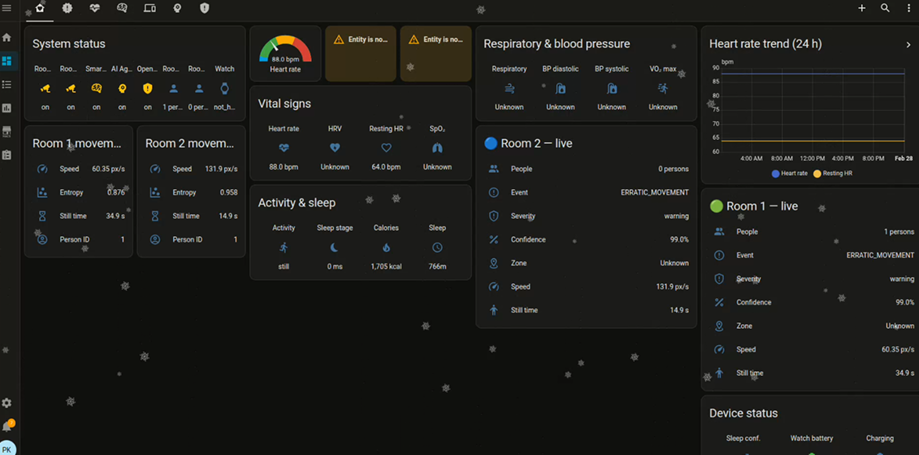 System status
Roo... Roo... Smar... AI Ag... Open... Roo... Roo... Watch
on on on on on 1 per... 0 per... not_h...
88.0 bpm
Heart rate
Entity is no...
Entity is no...
Vital signs
Heart rate HRV Resting HR SpO₂
88.0 bpm Unknown 64.0 bpm Unknown
Activity & sleep
Activity Sleep stage Calories Sleep
still 0 ms 1,705 kcal 766m
Room 1 movem...
Speed 60.35 px/s
Entropy 0.876
Still time 34.9 s
Person ID 1
Room 2 movem...
Speed 131.9 px/s
Entropy 0.958
Still time 14.9 s
Person ID 1
Respiratory & blood pressure
Respiratory BP diastolic BP systolic VO₂ max
Unknown Unknown Unknown Unknown
Room 2 — live
People 0 persons
Event ERRATIC_MOVEMENT
Severity warning
Confidence 99.0%
Zone Unknown
Speed 131.9 px/s
Still time 14.9 s
Heart rate trend (24 h)
bpm
90
85
80
75
70
65
60
4:00 AM 8:00 AM 12:00 PM 4:00 PM 8:00 PM Feb 28
Heart rate Resting HR
Room 1 — live
People 1 persons
Event ERRATIC_MOVEMENT
Severity warning
Confidence 99.0%
Zone Unknown
Speed 60.35 px/s
Still time 34.9 s
Device status
Sleep conf. Watch battery Charging
PK